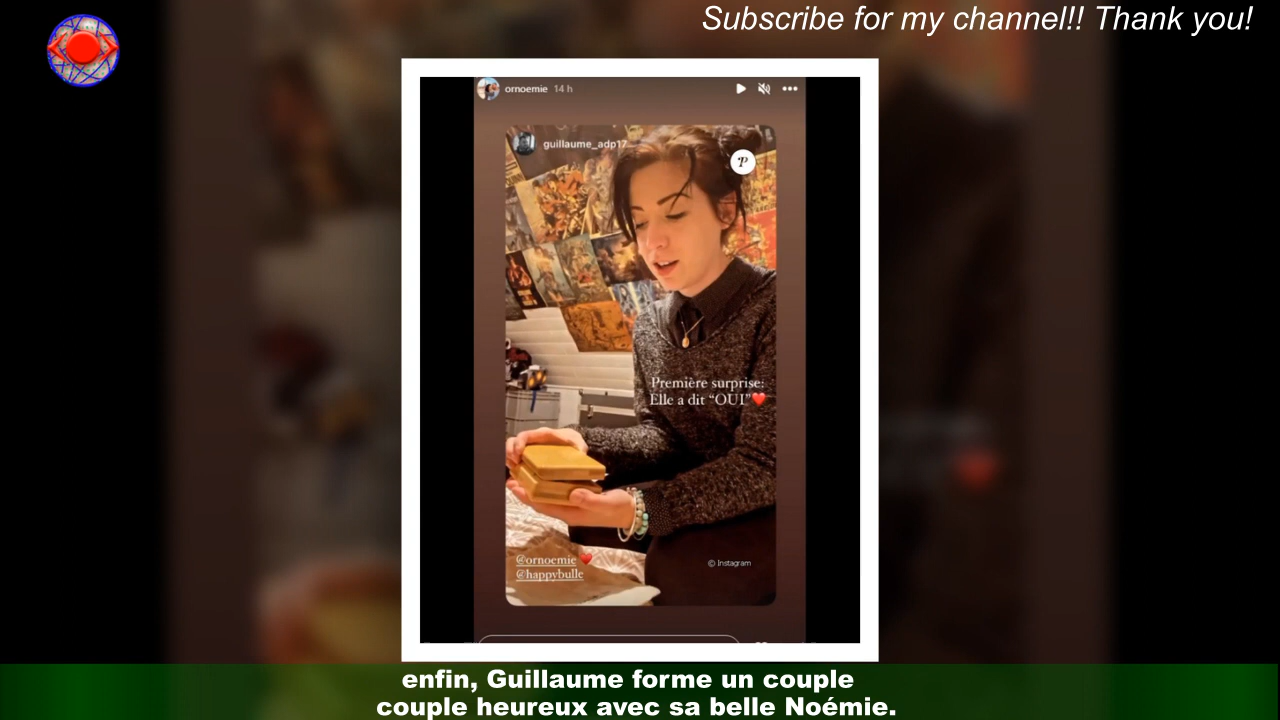 Subscribe for my channel!! Thank you!
ornoemie 14 h
guillaume_adp17
P
Première surprise:
Elle a dit “OUI”❤️
@ornoemie ❤️
@happybulle
© Instagram
enfin, Guillaume forme un couple
couple heureux avec sa belle Noémie.